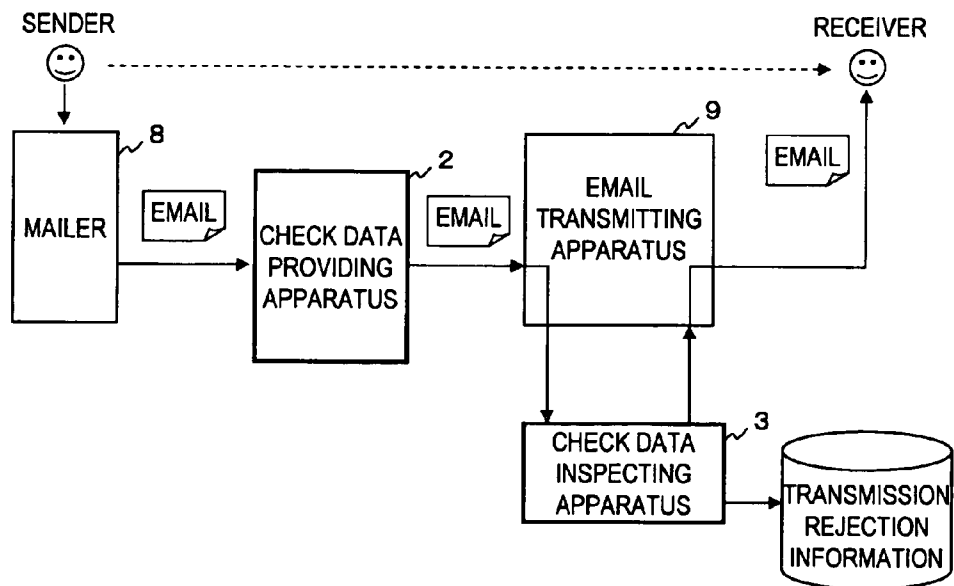 SENDER
RECEIVER
8
MAILER
EMAIL
2
CHECK DATA
PROVIDING
APPARATUS
EMAIL
9
EMAIL
TRANSMITTING
APPARATUS
EMAIL
3
CHECK DATA
INSPECTING
APPARATUS
TRANSMISSION
REJECTION
INFORMATION